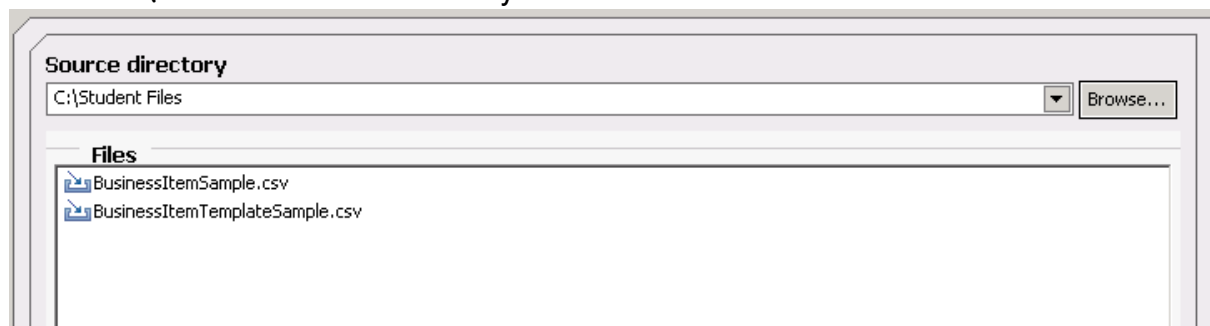 Source directory
C:\Student Files
Browse...
Files
BusinessItemSample.csv
BusinessItemTemplateSample.csv